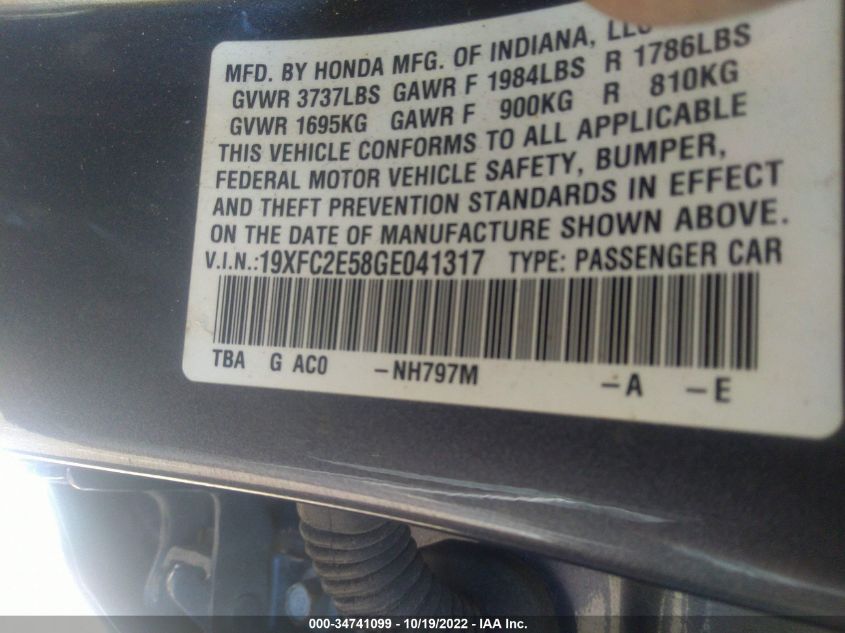 MFD. BY HONDA MFG. OF INDIANA,
GVWR 3737LBS GAWR F 1984LBS R 1786LBS
GVWR 1695KG GAWR F 900KG R 810KG
THIS VEHICLE CONFORMS TO ALL APPLICABLE
FEDERAL MOTOR VEHICLE SAFETY, BUMPER,
AND THEFT PREVENTION STANDARDS IN EFFECT
ON THE DATE OF MANUFACTURE SHOWN ABOVE.
V.I.N.:19XFC2E58GE041317 TYPE: PASSENGER CAR
TBA G AC0 -NH797M -A -E
000-34741099 - 10/19/2022 - IAA Inc.